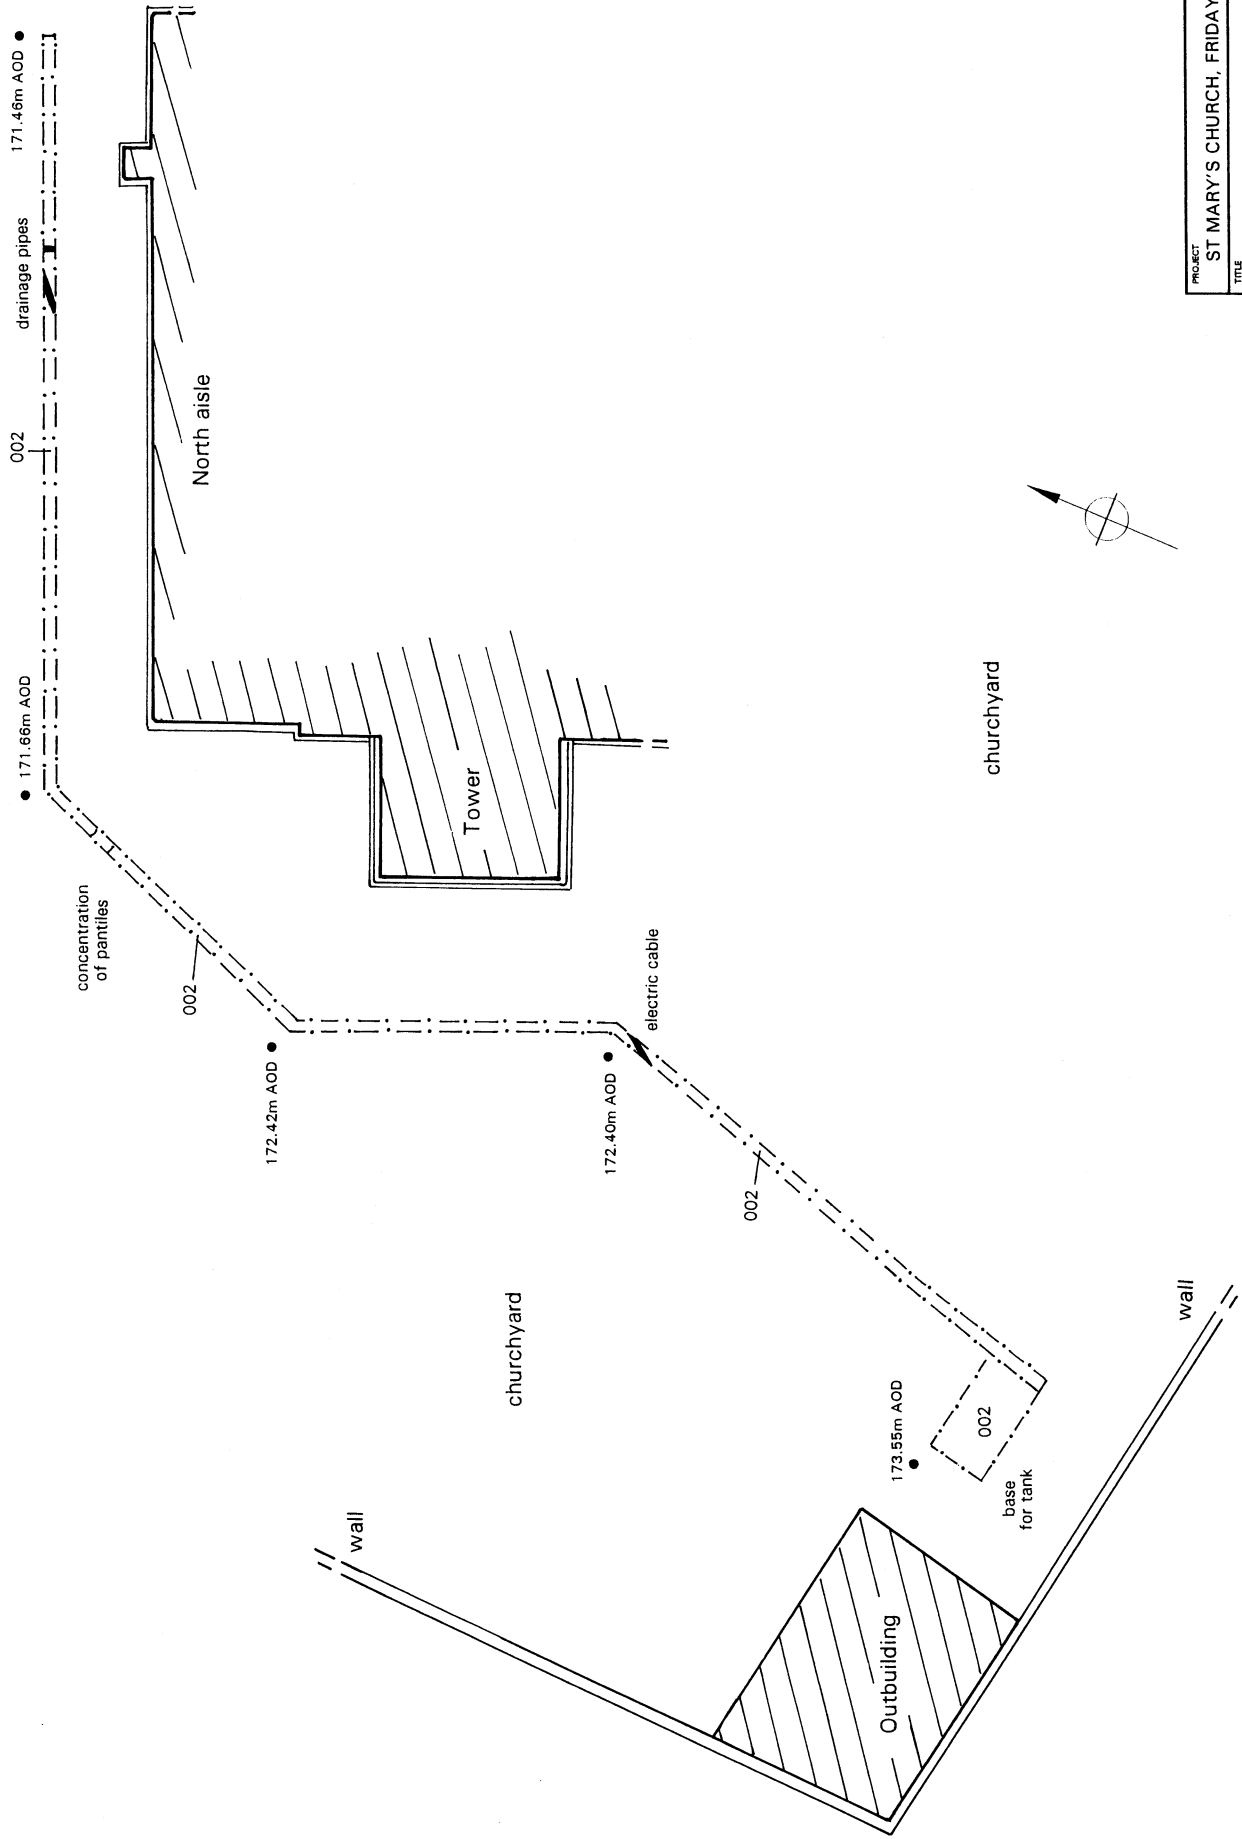 171.46m AOD
drainage pipes
002
171.66m AOD
North aisle
concentration
of pantiles
002
Tower
172.42m AOD
electric cable
172.40m AOD
002
churchyard
churchyard
173.55m AOD
002
base
for tank
wall
wall
Outbuilding
PROJECT
ST MARY'S CHURCH, FRIDAY
TITLE